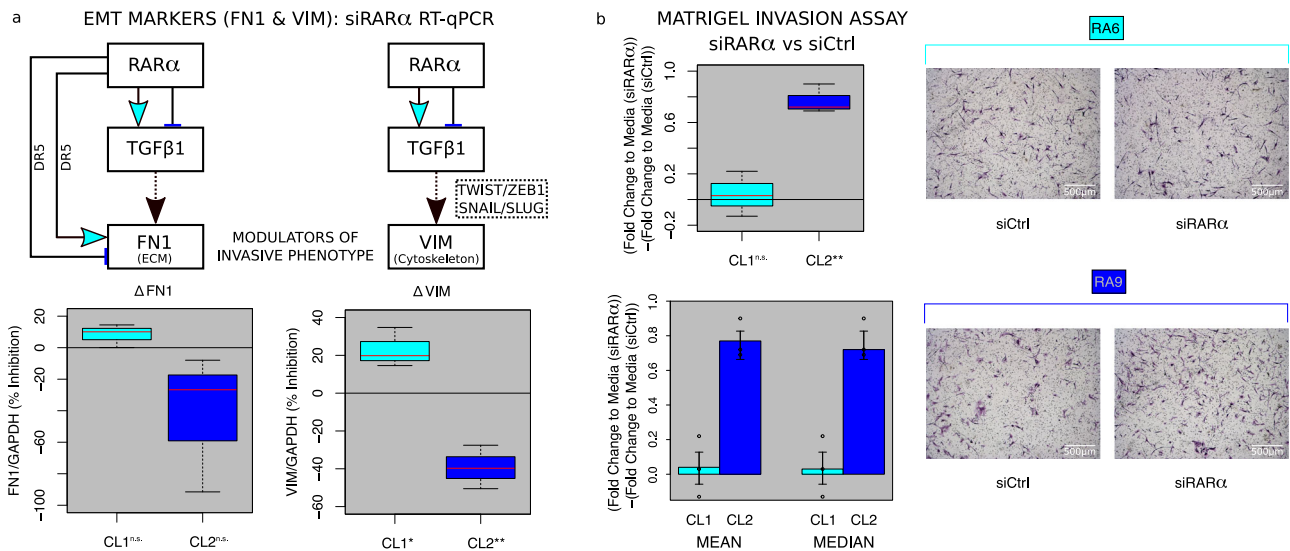 a
EMT MARKERS (FN1 & VIM): siRARα RT-qPCR
RARα
TGFβ1
DR5
DR5
FN1
(ECM)
MODULATORS OF
INVASIVE PHENOTYPE
RARα
TGFβ1
TWIST/ZEB1
SNAIL/SLUG
VIM
(Cytoskeleton)
ΔFN1
FN1/GAPDH (% Inhibition)
20
0
−20
−60
−100
CL1n.s.
CL2n.s.
ΔVIM
VIM/GAPDH (% Inhibition)
40
20
0
−20
−40
−60
CL1*
CL2**
b
MATRIGEL INVASION ASSAY
siRARα vs siCtrl
(Fold Change to Media (siRARα))
−(Fold Change to Media (siCtrl))
1.0
0.6
0.2
−0.2
CL1n.s.
CL2**
(Fold Change to Media (siRARα))
−(Fold Change to Media (siCtrl))
1.0
0.8
0.6
0.4
0.2
0.0
CL1
CL2
CL1
CL2
MEAN
MEDIAN
RA6
500μm
500μm
siCtrl
siRARα
RA9
500μm
500μm
siCtrl
siRARα